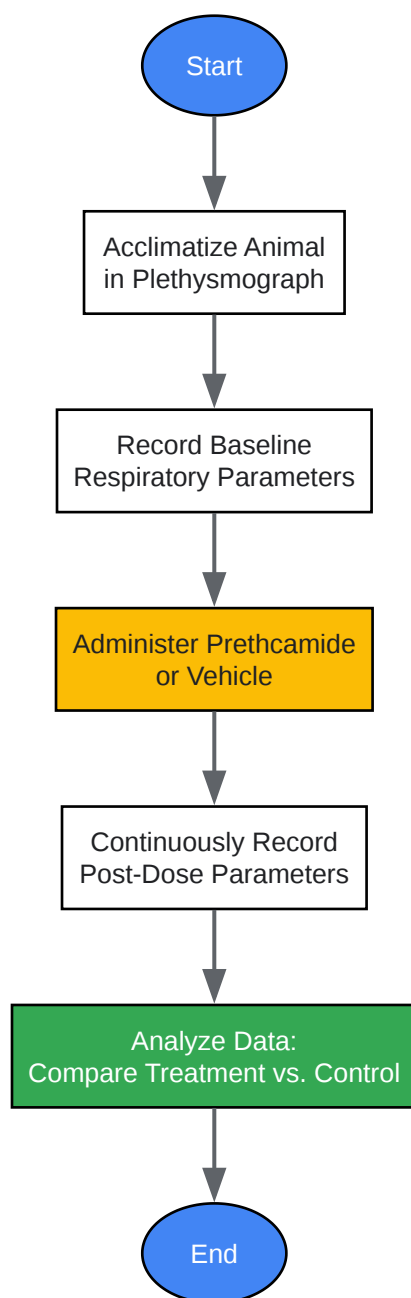 Start
Acclimatize Animal
in Plethysmograph
Record Baseline
Respiratory Parameters
Administer Prethcamide
or Vehicle
Continuously Record
Post-Dose Parameters
Analyze Data:
Compare Treatment vs. Control
End